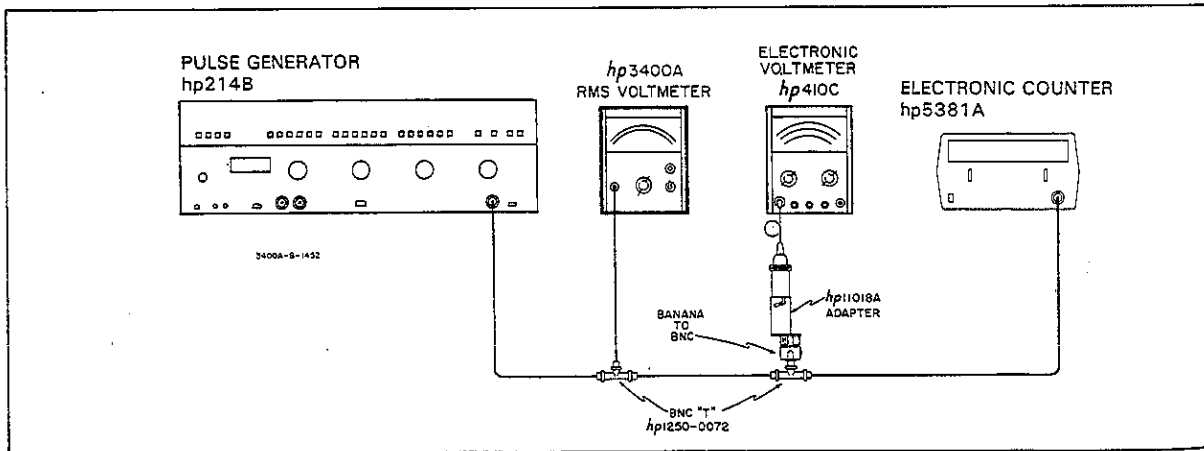 PULSE GENERATOR
hp214B
hp3400A
RMS VOLTMETER
ELECTRONIC
VOLTMETER
hp410C
ELECTRONIC COUNTER
hp5381A
3400A-B-1452
hp11018A
ADAPTER
BANANA
TO
BNC
BNC "T"
hp1250-0072